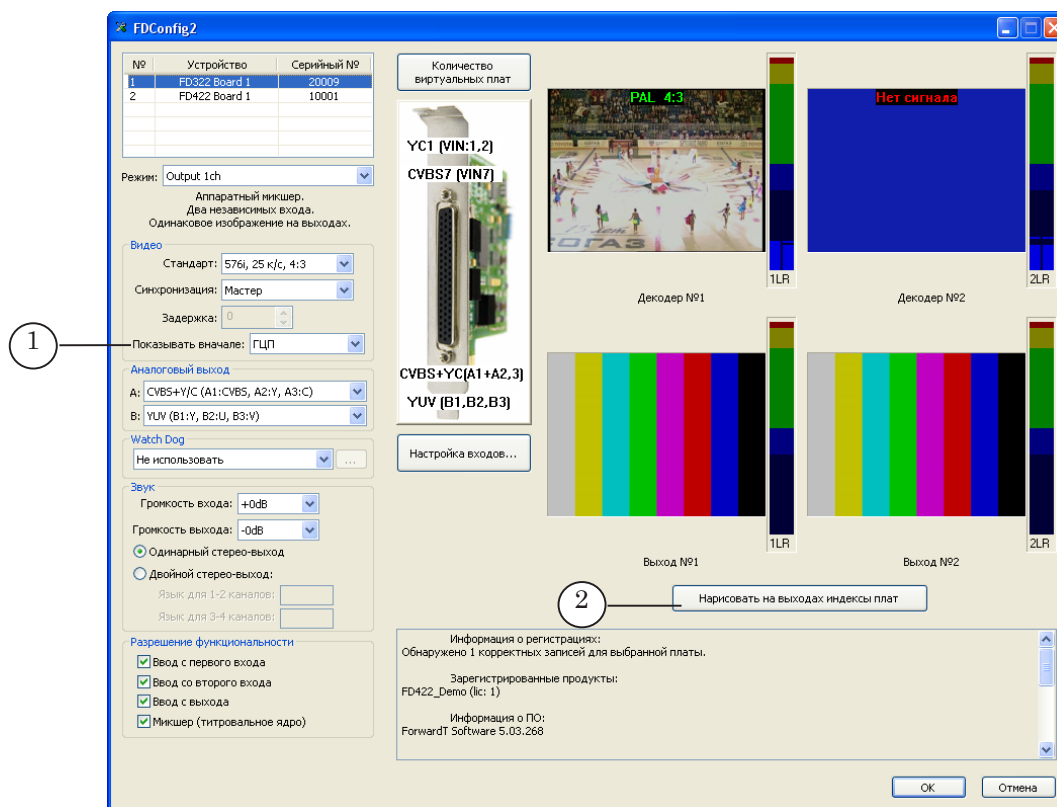 FDConfig2
№ Устройство Серийный №
1 FD322 Board 1 20009
2 FD422 Board 1 10001
Режим: Output 1ch
Аппаратный микшер.
Два независимых входа.
Одинаковое изображение на выходах.
Видео
Стандарт: 576i, 25 к/с, 4:3
Синхронизация: Мастер
Задержка: 0
1
Показывать вначале: ГЦП
Аналоговый выход
A: CVBS+Y/C (A1:CVBS, A2:Y, A3:C)
B: YUV (B1:Y, B2:U, B3:V)
Watch Dog
Не использовать
...
Звук
Громкость входа: +0dB
Громкость выхода: -0dB
Одинарный стерео-выход
Двойной стерео-выход:
Язык для 1-2 каналов:
Язык для 3-4 каналов:
Разрешение функциональности
Ввод с первого входа
Ввод со второго входа
Ввод с выхода
Микшер (титровальное ядро)
Количество
виртуальных плат
YC1 (VIN:1,2)
CVBS7 (VIN7)
CVBS+YC(A1+A2,3)
YUV (B1,B2,B3)
Настройка входов...
PAL 4:3
15 лет
ОГАЗ
1LR
Декодер №1
Нет сигнала
2LR
Декодер №2
1LR
Выход №1
2LR
Выход №2
2
Нарисовать на выходах индексы плат
Информация о регистрациях:
Обнаружено 1 корректных записей для выбранной платы.
Зарегистрированные продукты:
FD422_Demo (lic: 1)
Информация о ПО:
ForwardT Software 5.03.268
OK
Отмена